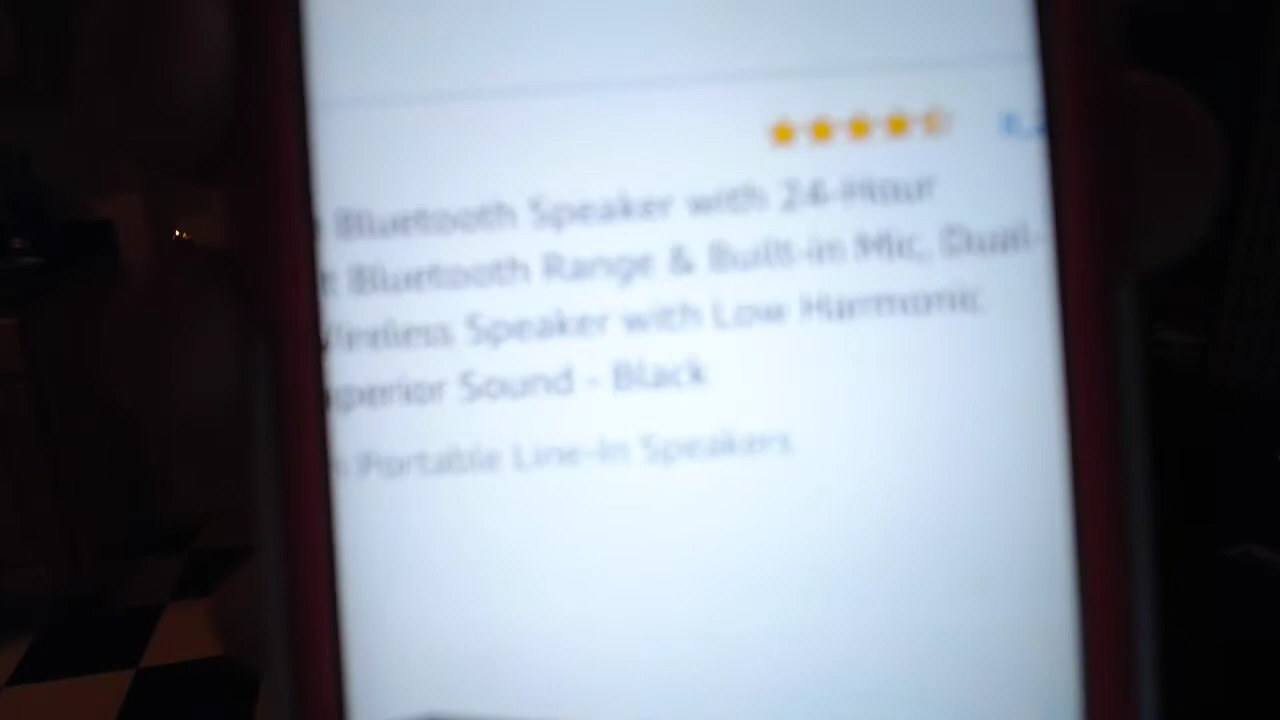 Bluetooth Speaker with 24-Hour
Bluetooth Range & Built-in Mic, Dual-
Wireless Speaker with Low Harmonic
Superior Sound - Black
Portable Line-In Speakers